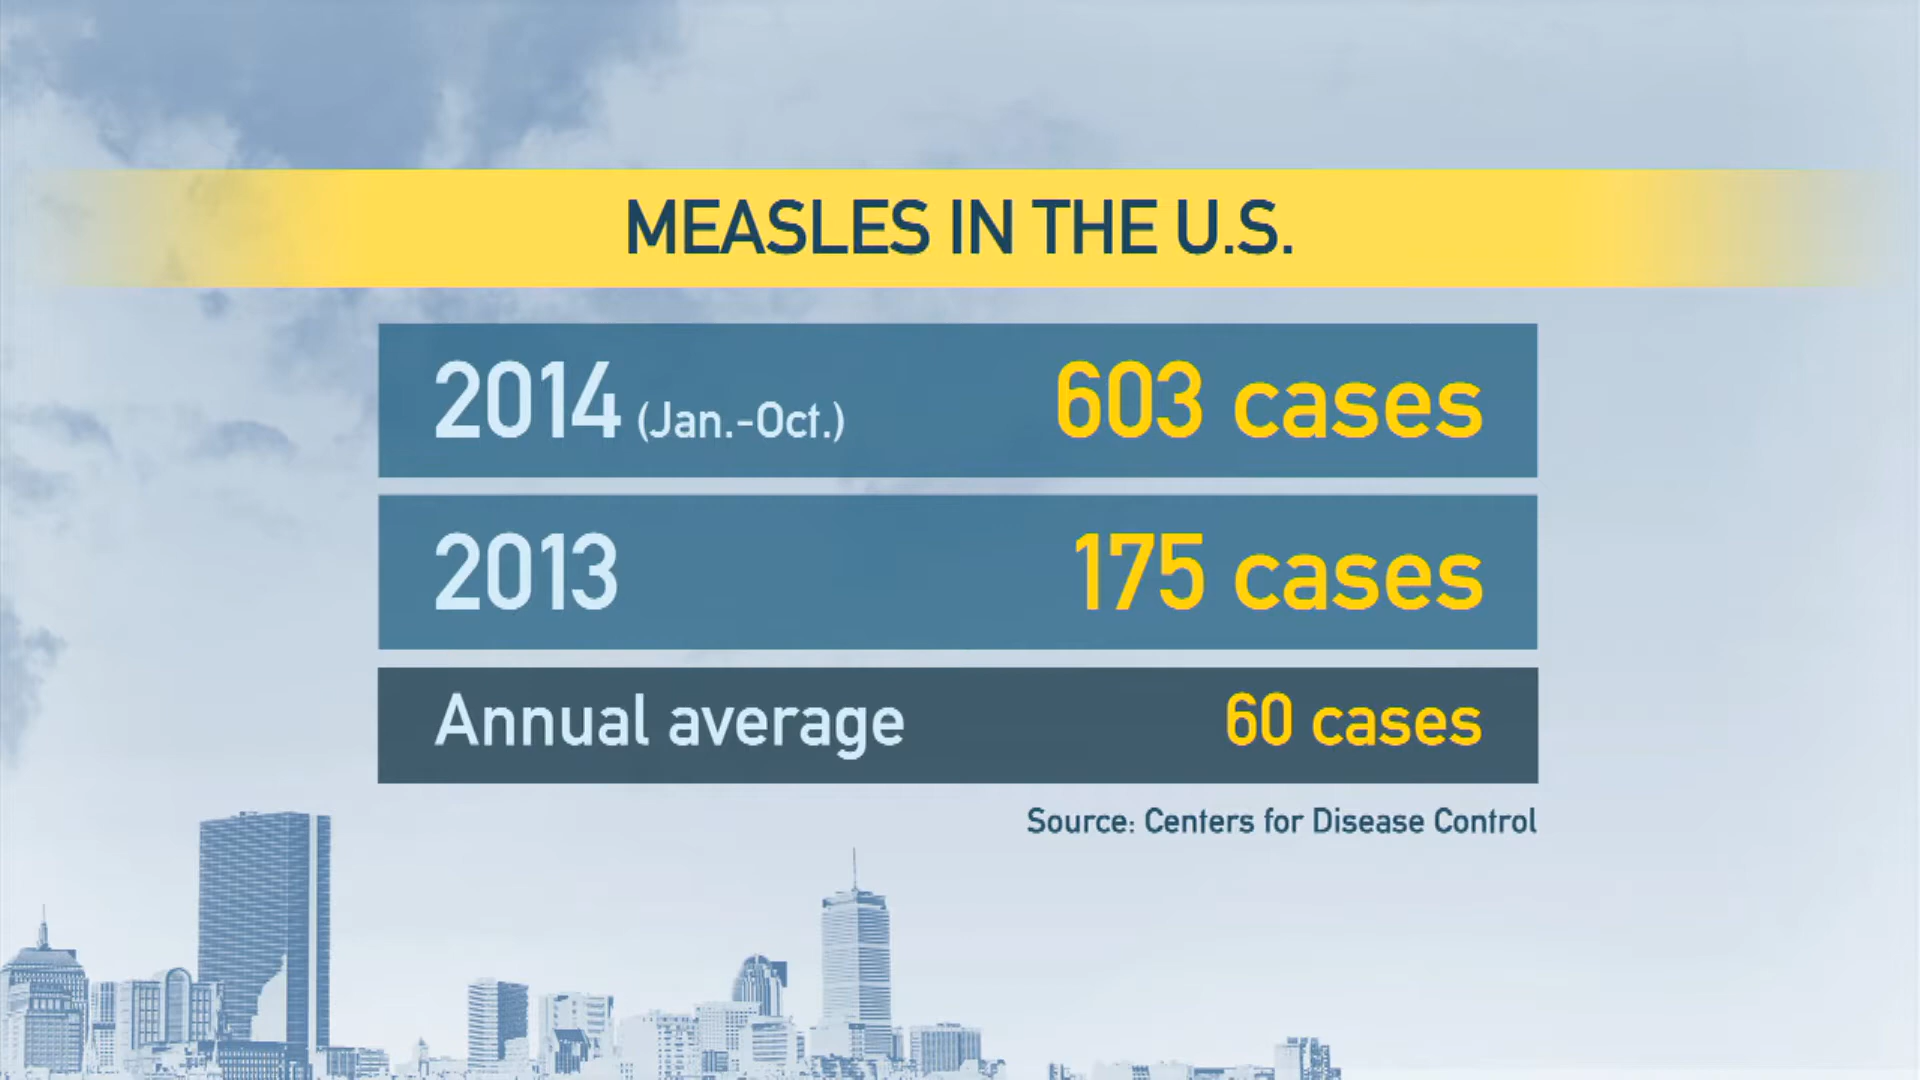 MEASLES IN THE U.S.
2014 (Jan.-Oct.) 603 cases
2013 175 cases
Annual average 60 cases
Source: Centers for Disease Control